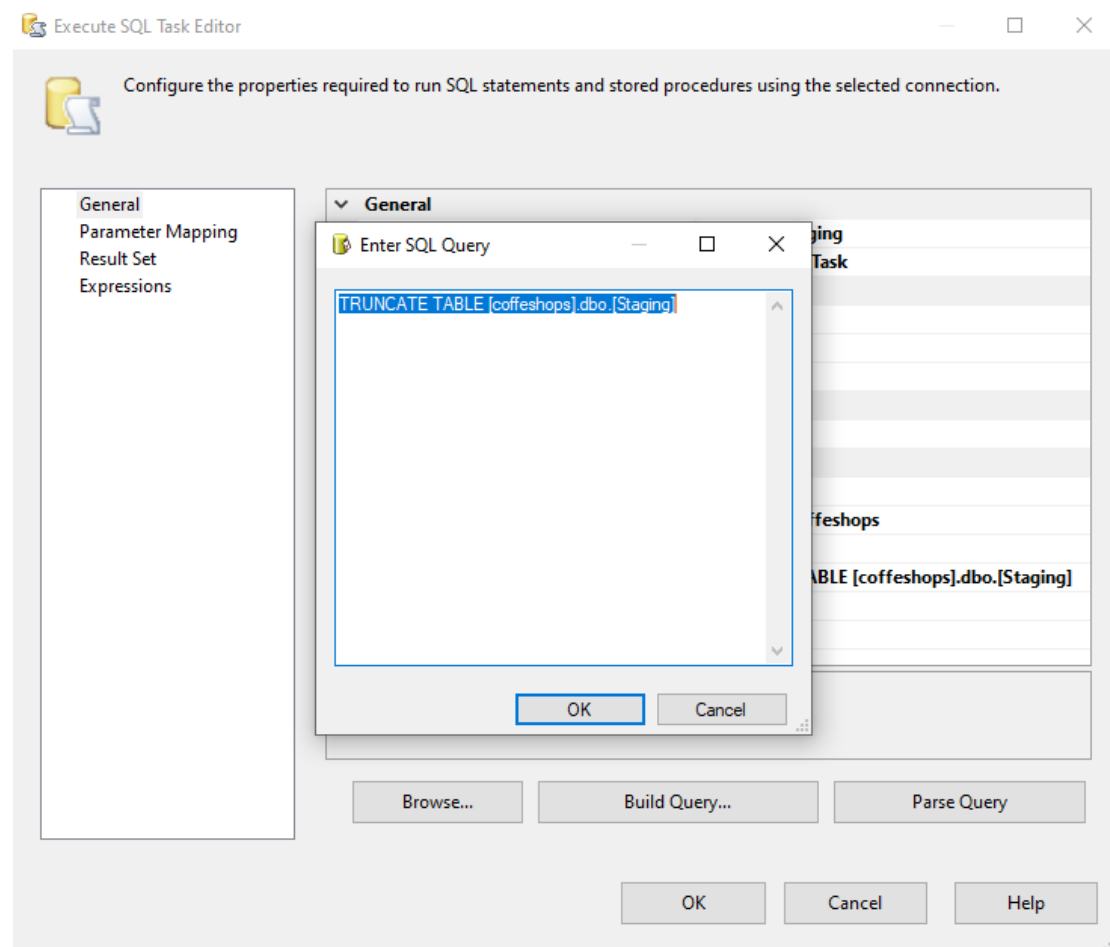 Execute SQL Task Editor
Configure the properties required to run SQL statements and stored procedures using the selected connection.
General
Parameter Mapping
Result Set
Expressions
General
Task
Enter SQL Query
TRUNCATE TABLE [coffeshops].dbo.[Staging]
OK
Cancel
ffeshops
ABLE [coffeshops].dbo.[Staging]
Browse...
Build Query...
Parse Query
OK
Cancel
Help